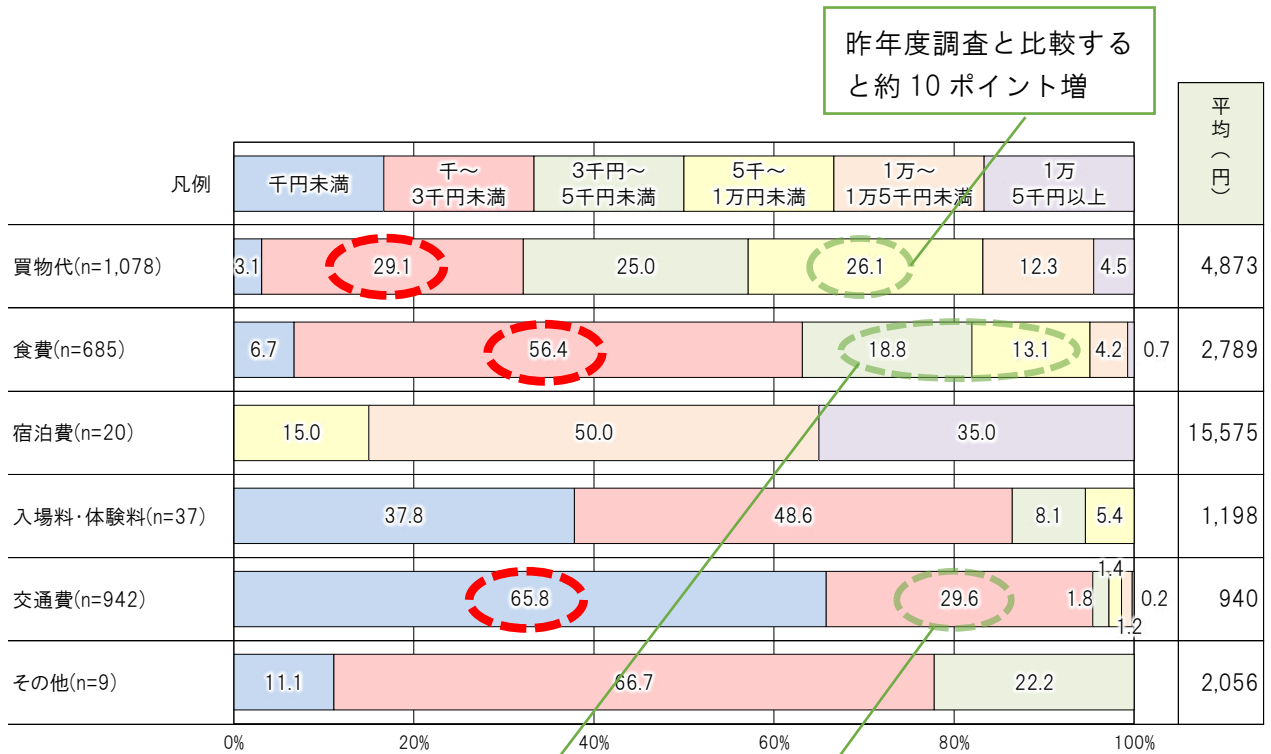 昨年度調査と比較する
と約 10 ポイント増
平均（円）
凡例
千円未満
千～
3千円未満
3千円～
5千円未満
5千～
1万円未満
1万～
1万5千円未満
1万
5千円以上
買物代(n=1,078)
3.1
29.1
25.0
26.1
12.3
4.5
4,873
食費(n=685)
6.7
56.4
18.8
13.1
4.2
0.7
2,789
宿泊費(n=20)
15.0
50.0
35.0
15,575
入場料・体験料(n=37)
37.8
48.6
8.1
5.4
1,198
交通費(n=942)
65.8
29.6
1.8
1.4
1.2
0.2
940
その他(n=9)
11.1
66.7
22.2
2,056
0%
20%
40%
60%
80%
100%